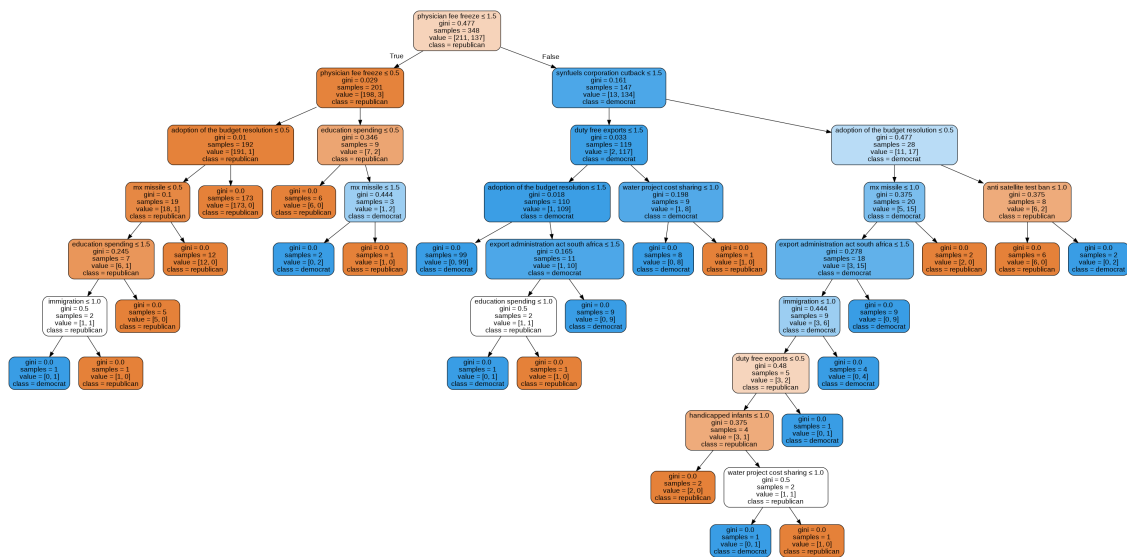 physician fee freeze ≤ 1.5
gini = 0.477
samples = 348
value = [211, 137]
class = republican
True
False
physician fee freeze ≤ 0.5
gini = 0.029
samples = 201
value = [198, 3]
class = republican
synfuels corporation cutback ≤ 1.5
gini = 0.161
samples = 147
value = [13, 134]
class = democrat
adoption of the budget resolution ≤ 0.5
gini = 0.01
samples = 192
value = [191, 1]
class = republican
education spending ≤ 0.5
gini = 0.346
samples = 9
value = [7, 2]
class = republican
duty free exports ≤ 1.5
gini = 0.033
samples = 119
value = [2, 117]
class = democrat
adoption of the budget resolution ≤ 0.5
gini = 0.477
samples = 28
value = [11, 17]
class = democrat
mx missile ≤ 0.5
gini = 0.1
samples = 19
value = [18, 1]
class = republican
gini = 0.0
samples = 173
value = [173, 0]
class = republican
gini = 0.0
samples = 6
value = [6, 0]
class = republican
mx missile ≤ 1.5
gini = 0.444
samples = 3
value = [1, 2]
class = democrat
adoption of the budget resolution ≤ 1.5
gini = 0.018
samples = 110
value = [1, 109]
class = democrat
water project cost sharing ≤ 1.0
gini = 0.198
samples = 9
value = [1, 8]
class = democrat
mx missile ≤ 1.0
gini = 0.375
samples = 20
value = [5, 15]
class = democrat
anti satellite test ban ≤ 1.0
gini = 0.375
samples = 8
value = [6, 2]
class = republican
education spending ≤ 1.5
gini = 0.245
samples = 7
value = [6, 1]
class = republican
gini = 0.0
samples = 12
value = [12, 0]
class = republican
gini = 0.0
samples = 2
value = [0, 2]
class = democrat
gini = 0.0
samples = 1
value = [1, 0]
class = republican
gini = 0.0
samples = 99
value = [0, 99]
class = democrat
export administration act south africa ≤ 1.5
gini = 0.165
samples = 11
value = [1, 10]
class = democrat
gini = 0.0
samples = 8
value = [0, 8]
class = democrat
gini = 0.0
samples = 1
value = [1, 0]
class = republican
export administration act south africa ≤ 1.5
gini = 0.278
samples = 18
value = [3, 15]
class = democrat
gini = 0.0
samples = 2
value = [2, 0]
class = republican
gini = 0.0
samples = 6
value = [6, 0]
class = republican
gini = 0.0
samples = 2
value = [0, 2]
class = democrat
immigration ≤ 1.0
gini = 0.5
samples = 2
value = [1, 1]
class = republican
gini = 0.0
samples = 5
value = [5, 0]
class = republican
education spending ≤ 1.0
gini = 0.5
samples = 2
value = [1, 1]
class = republican
gini = 0.0
samples = 9
value = [0, 9]
class = democrat
immigration ≤ 1.0
gini = 0.444
samples = 9
value = [3, 6]
class = democrat
gini = 0.0
samples = 9
value = [0, 9]
class = democrat
gini = 0.0
samples = 1
value = [0, 1]
class = democrat
gini = 0.0
samples = 1
value = [1, 0]
class = republican
gini = 0.0
samples = 1
value = [0, 1]
class = democrat
gini = 0.0
samples = 1
value = [1, 0]
class = republican
duty free exports ≤ 0.5
gini = 0.48
samples = 5
value = [3, 2]
class = republican
gini = 0.0
samples = 4
value = [0, 4]
class = democrat
handicapped infants ≤ 1.0
gini = 0.375
samples = 4
value = [3, 1]
class = republican
gini = 0.0
samples = 1
value = [0, 1]
class = democrat
gini = 0.0
samples = 2
value = [2, 0]
class = republican
water project cost sharing ≤ 1.0
gini = 0.5
samples = 2
value = [1, 1]
class = republican
gini = 0.0
samples = 1
value = [0, 1]
class = democrat
gini = 0.0
samples = 1
value = [1, 0]
class = republican